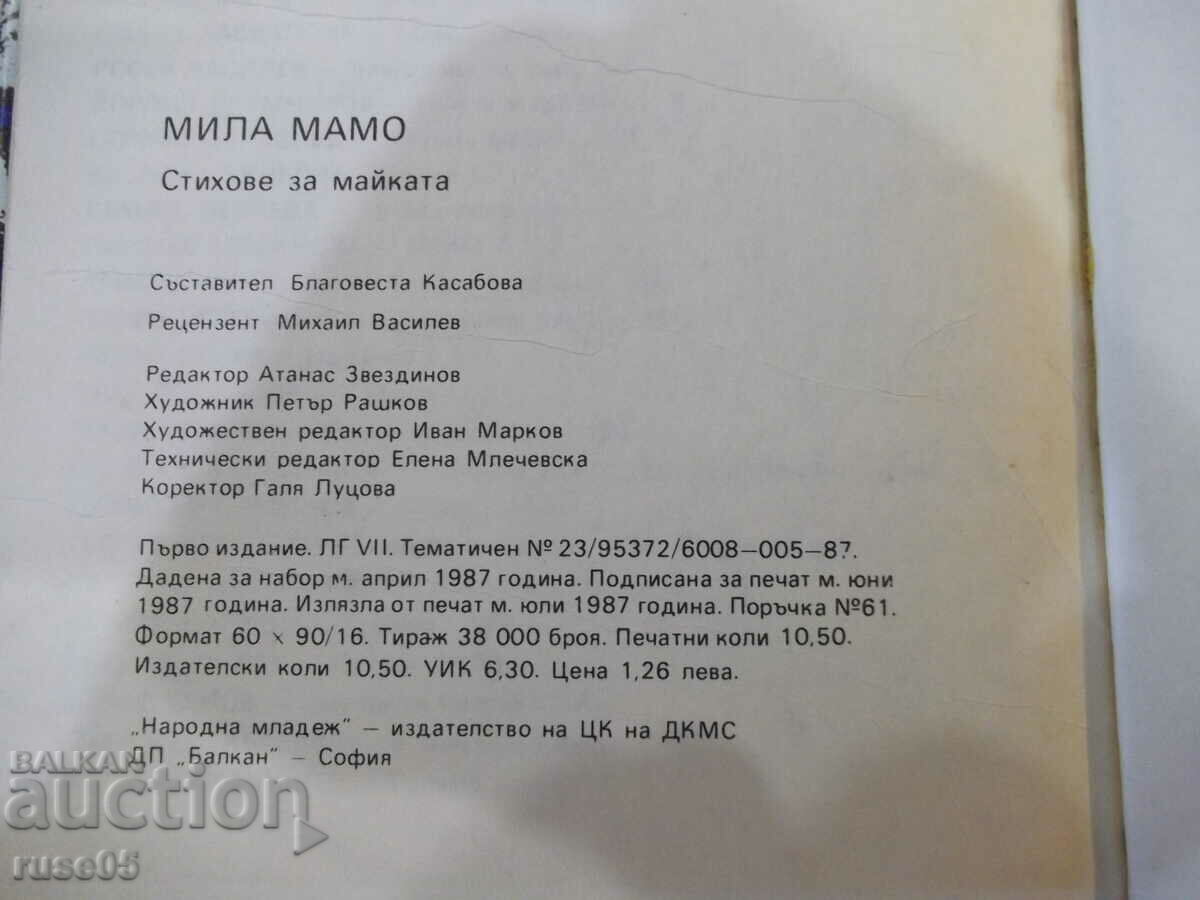 МИЛА МАМО
Стихове за майката
Съставител Благовеста Касабова
Рецензент Михаил Василев
Редактор Атанас Звездинов
Художник Петър Рашков
Художествен редактор Иван Марков
Технически редактор Елена Млечевска
Коректор Галя Луцова
Първо издание. ЛГ VII. Тематичен № 23/95372/6008—005—87.
Дадена за набор м. април 1987 година. Подписана за печат м. юни
1987 година. Излязла от печат м. юли 1987 година. Поръчка №61.
Формат 60 x 90/16. Тираж 38 000 броя. Печатни коли 10,50.
Издателски коли 10,50. УИК 6,30. Цена 1,26 лева.
„Народна младеж" — издателство на ЦК на ДКМС
ДП „Балкан" — София
BALKAN
auction
ruse05